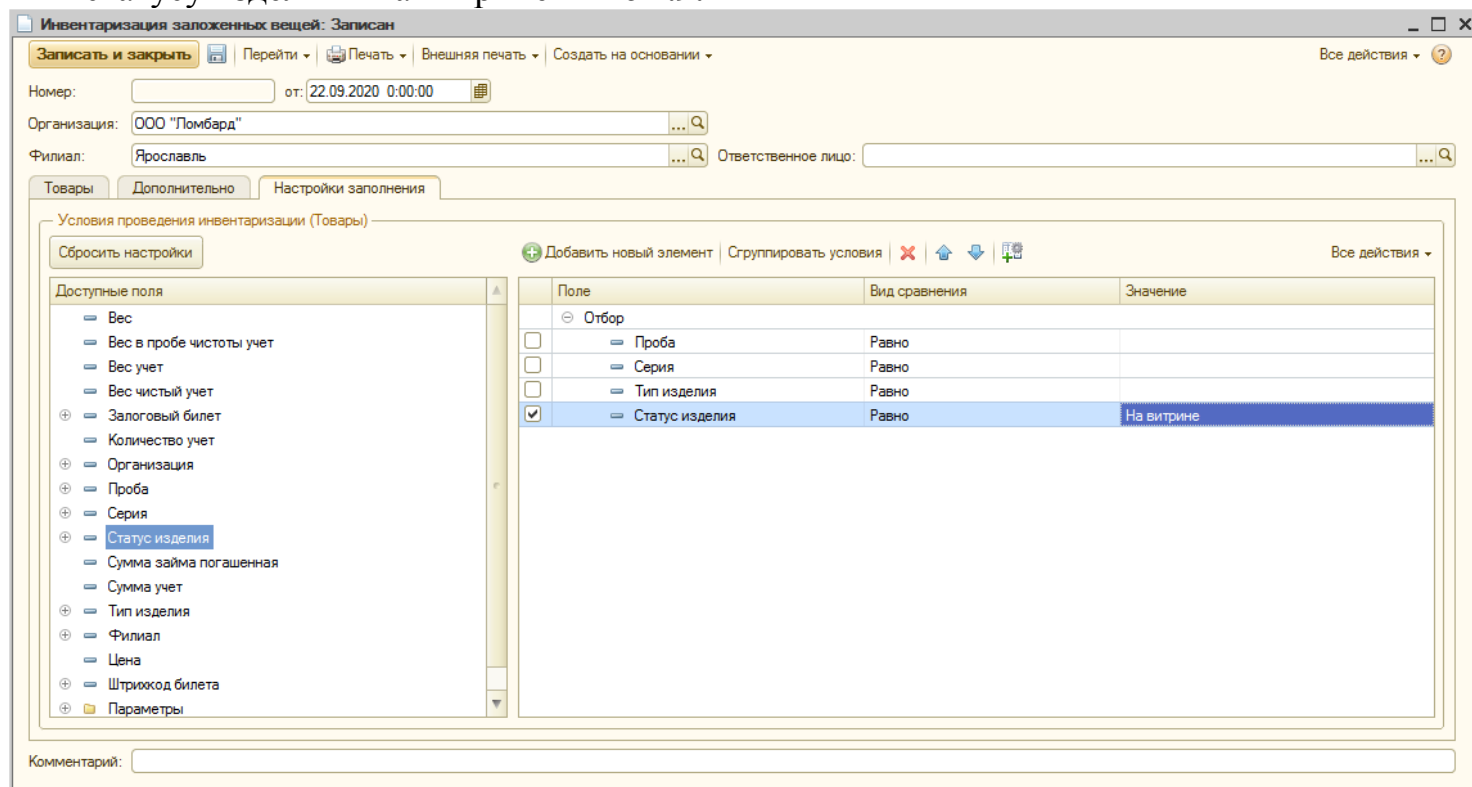 Инвентаризация заложенных вещей: Записан
Записать и закрыть Перейти Печать Внешняя печать Создать на основании Все действия
Номер: от: 22.09.2020 0:00:00
Организация: ООО "Ломбард" ...
Филиал: Ярославль ... Ответственное лицо: ...
Товары Дополнительно Настройки заполнения
Условия проведения инвентаризации (Товары)
Сбросить настройки Добавить новый элемент Сгруппировать условия Все действия
Доступные поля Поле Вид сравнения Значение
Вес Отбор
Вес в пробе чистоты учет Проба Равно
Вес учет Серия Равно
Вес чистый учет Тип изделия Равно
Залоговый билет Статус изделия Равно На витрине
Количество учет
Организация
Проба
Серия
Статус изделия
Сумма займа погашенная
Сумма учет
Тип изделия
Филиал
Цена
Штрихкод билета
Параметры
Комментарий: